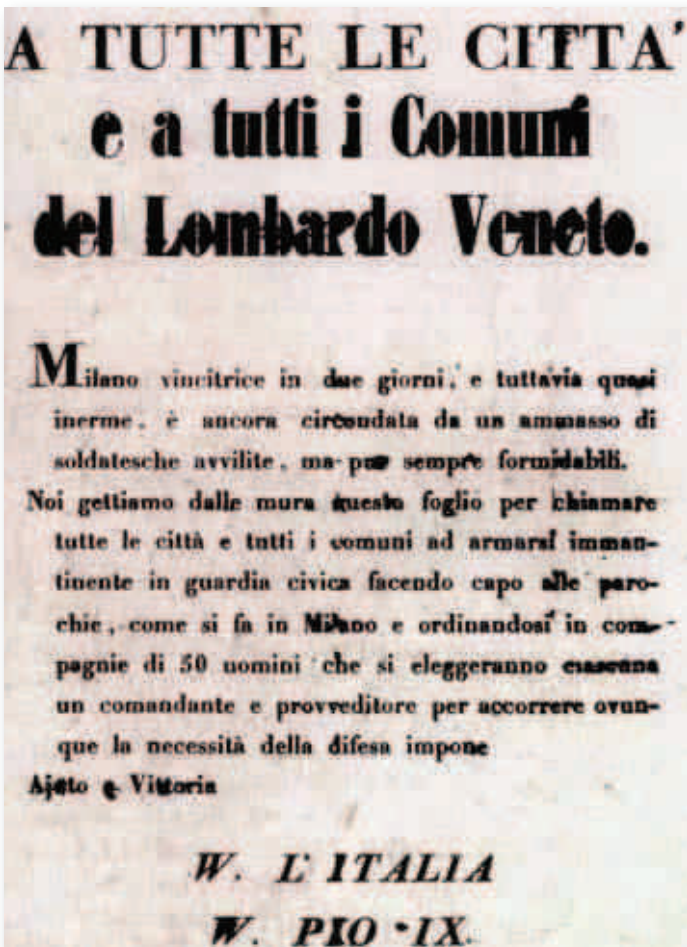 A TUTTE LE CITTA'
e a tutti i Comuni
del Lombardo Veneto.
Milano vincitrice in due giorni, e tuttavia quasi
inerme, è ancora circondata da un ammasso di
soldatesche avvilite, ma pur sempre formidabili.
Noi gettiamo dalle mura questo foglio per chiamare
tutte le città e tutti i comuni ad armarsi imman-
tinente in guardia civica facendo capo alle paro-
chie, come si fa in Milano e ordinandosi in com-
pagnie di 50 uomini che si eleggeranno ciascuna
un comandante e provveditore per accorrere ovun-
que la necessità della difesa impone
Ajuto e Vittoria
W. L'ITALIA
W. PIO IX.